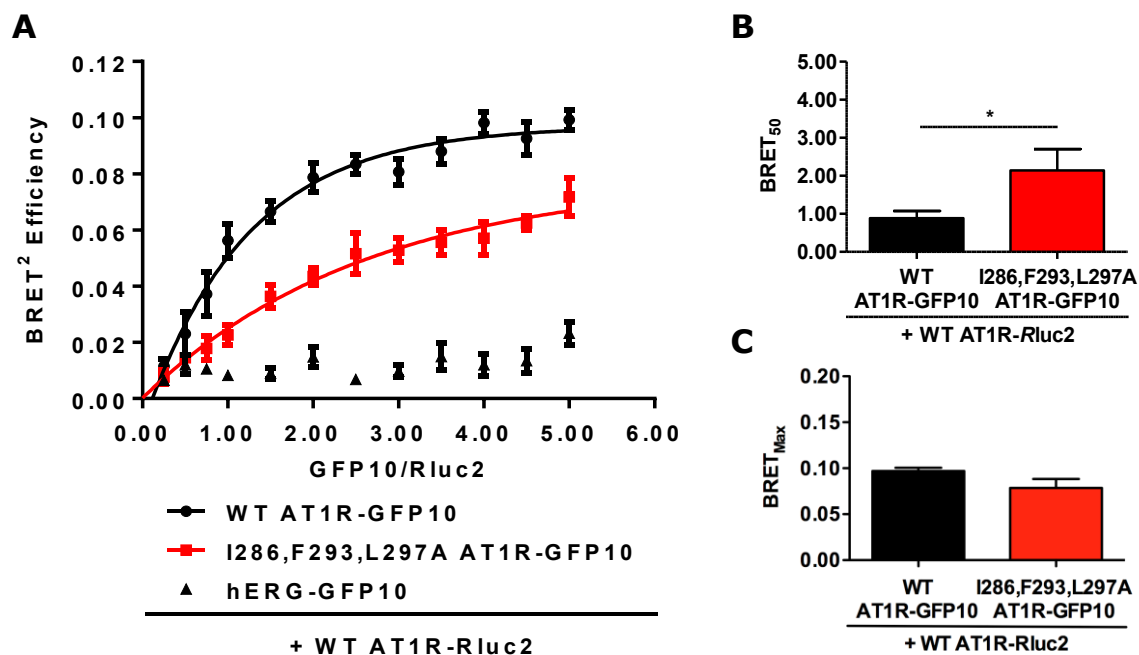 A
0.12
0.10
0.08
0.06
0.04
0.02
0.00
BRET2 Efficiency
0.00 1.00 2.00 3.00 4.00 5.00 6.00
GFP10/Rluc2
WT AT1R-GFP10
I286,F293,L297A AT1R-GFP10
hERG-GFP10
+ WT AT1R-Rluc2
B
5.00
4.00
3.00
2.00
1.00
0.00
BRET50
*
WT I286,F293,L297A
AT1R-GFP10 AT1R-GFP10
+ WT AT1R-Rluc2
C
0.20
0.15
0.10
0.05
0.00
BRETMax
WT I286,F293,L297A
AT1R-GFP10 AT1R-GFP10
+ WT AT1R-Rluc2